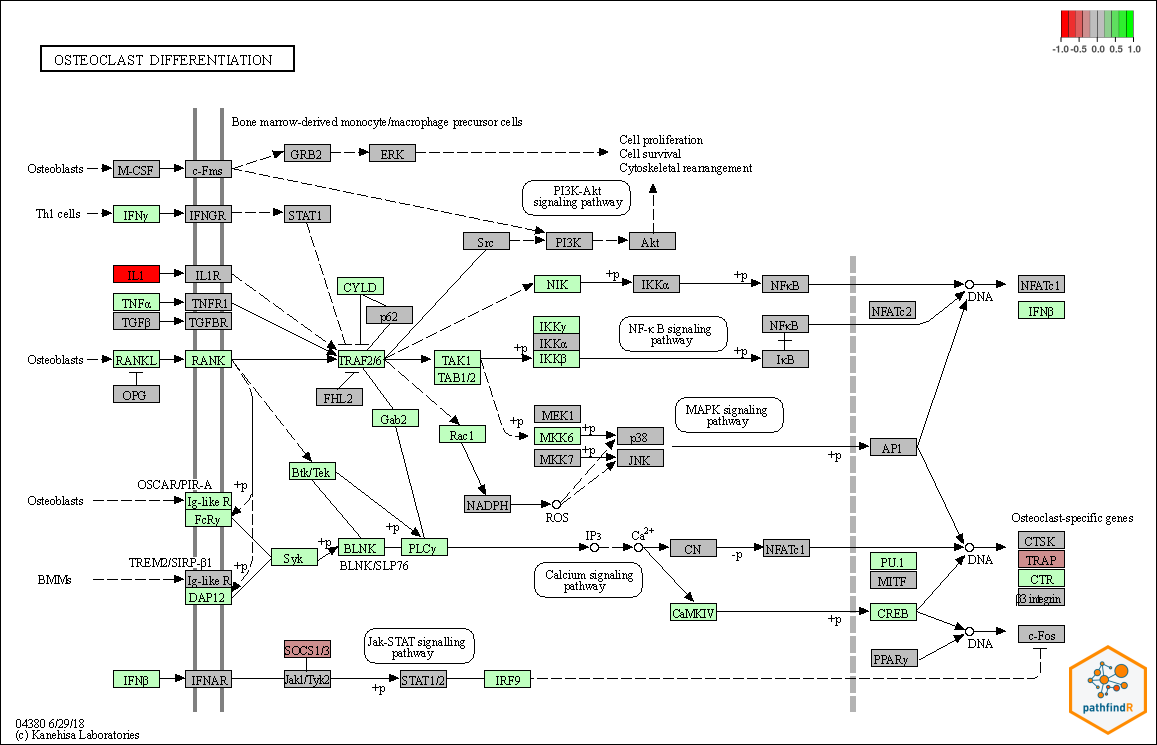 -1.0 -0.5 0.0 0.5 1.0
OSTEOCLAST DIFFERENTIATION
Bone marrow-derived monocyte/macrophage precursor cells
Osteoblasts M-CSF c-Fms GRB2 ERK
Cell proliferation
Cell survival
Cytoskeletal rearrangement
PI3K-Akt
signaling pathway
Th1 cells IFNγ IFNGR STAT1
Src PI3K Akt
IL1 IL1R
CYLD NIK +p IKKα +p NFκB DNA NFATc1
TNFα TNFR1 p62 NFATc2 IFNβ
TGFβ TGFBR
IKKγ NF-κB signaling
pathway NFκB
IKKα
Osteoblasts RANKL RANK TRAF2/6 TAK1 +p IKKβ +p IκB
TAB1/2
OPG FHL2
Gab2 +p MEK1 MAPK signaling
pathway
Rac1 MKK6 +p p38
MKK7 +p JNK +p AP1
Btk/Tek
OSCAR/PIR-A +p
Osteoblasts Ig-like R NADPH ROS
FcRγ
+p IP3 Ca2+ Osteoclast-specific genes
Syk +p BLNK PLCγ CN -p NFATc1 DNA CTSK
TREM2/SIRP-β1 +p BLNK/SLP76 PU.1 TRAP
BMMs Ig-like R Calcium signaling
pathway MITF CTR
DAP12 β3 integrin
CaMKIV +p CREB
SOCS1/3 Jak-STAT signalling
pathway DNA c-Fos
PPARγ
IFNβ IFNAR Jak1/Tyk2 +p STAT1/2 IRF9
pathfindR
04380 6/29/18
(c) Kanehisa Laboratories